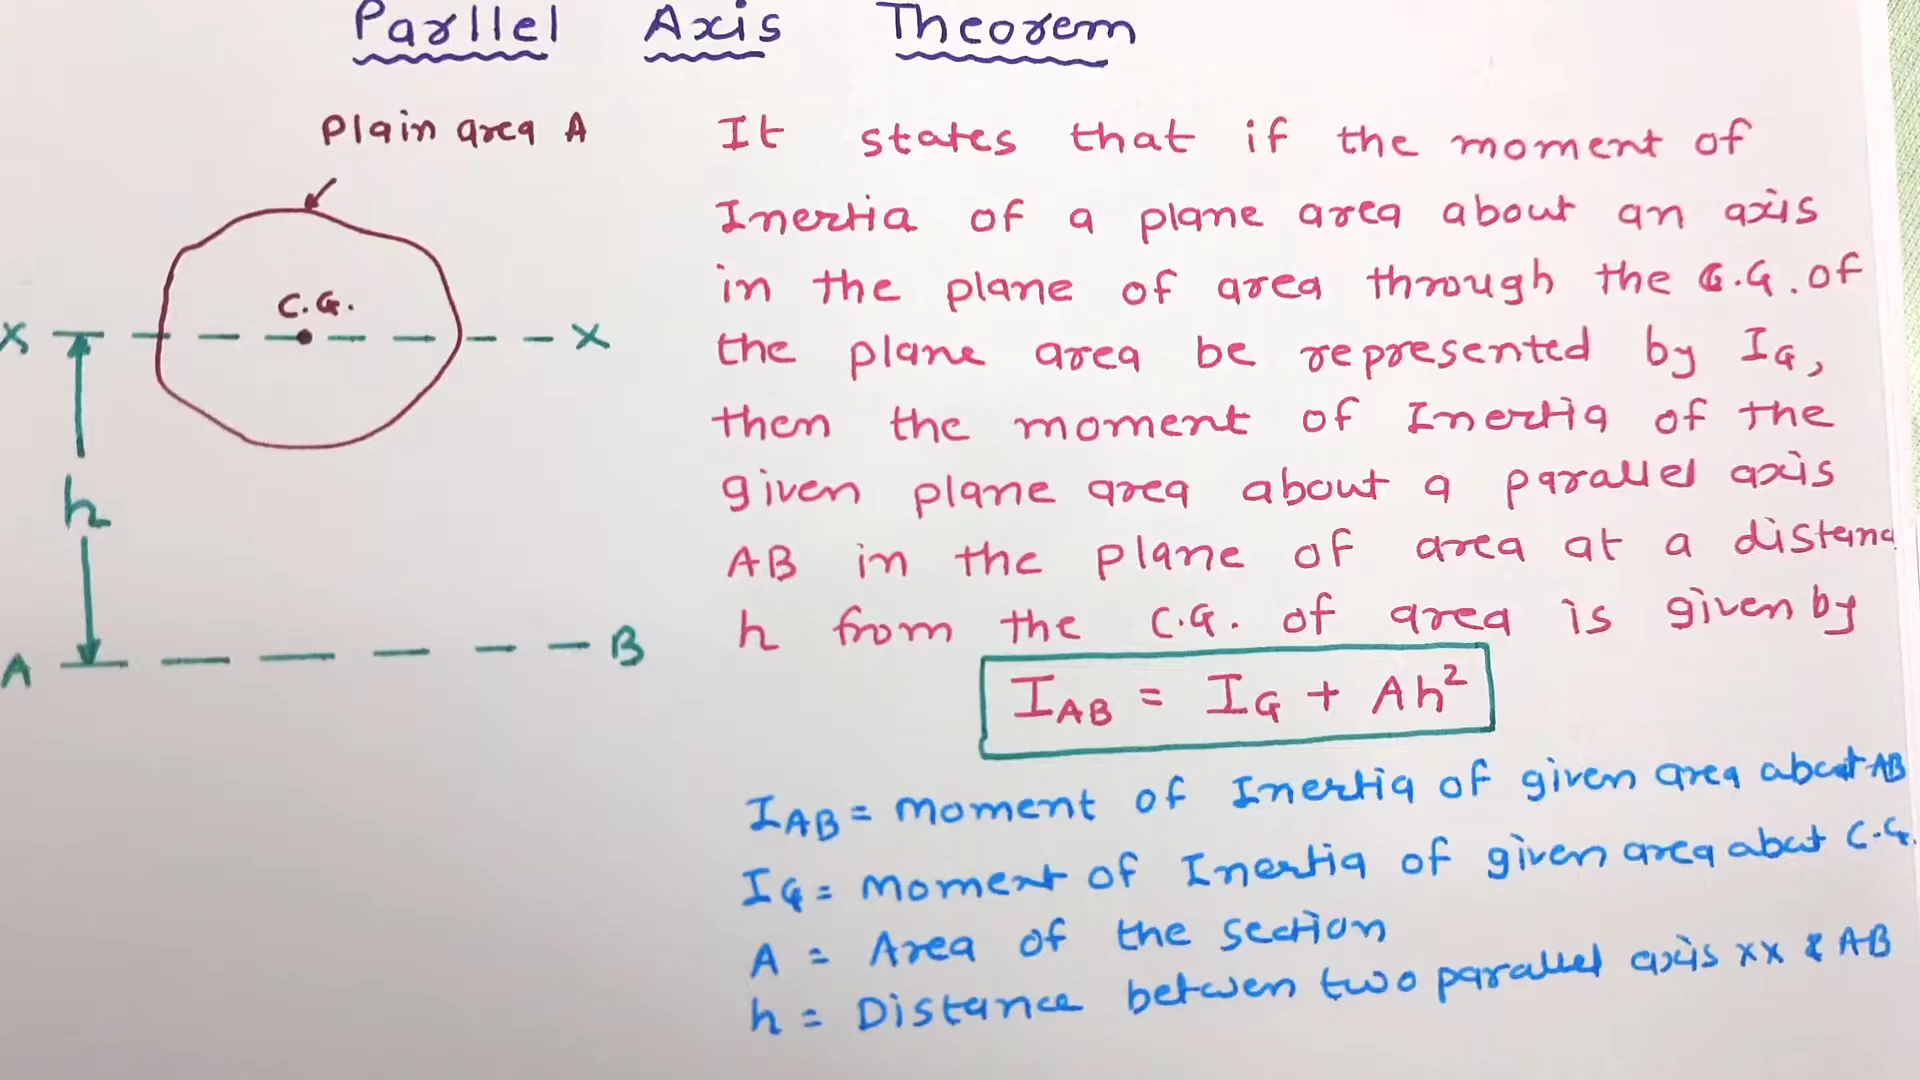 Parllel Axis Theorem
Plain area A
C.G.
X X
h
A B
It states that if the moment of
Inertia of a plane area about an axis
in the plane of area through the C.G. of
the plane area be represented by IG,
then the moment of Inertia of the
given plane area about a parallel axis
AB in the plane of area at a distanc
h from the C.G. of area is given by
IAB = IG + Ah²
IAB = Moment of Inertia of given area about AB
IG = Moment of Inertia of given area abut C.G.
A = Area of the section
h = Distance betwen two parallel axis xx & AB